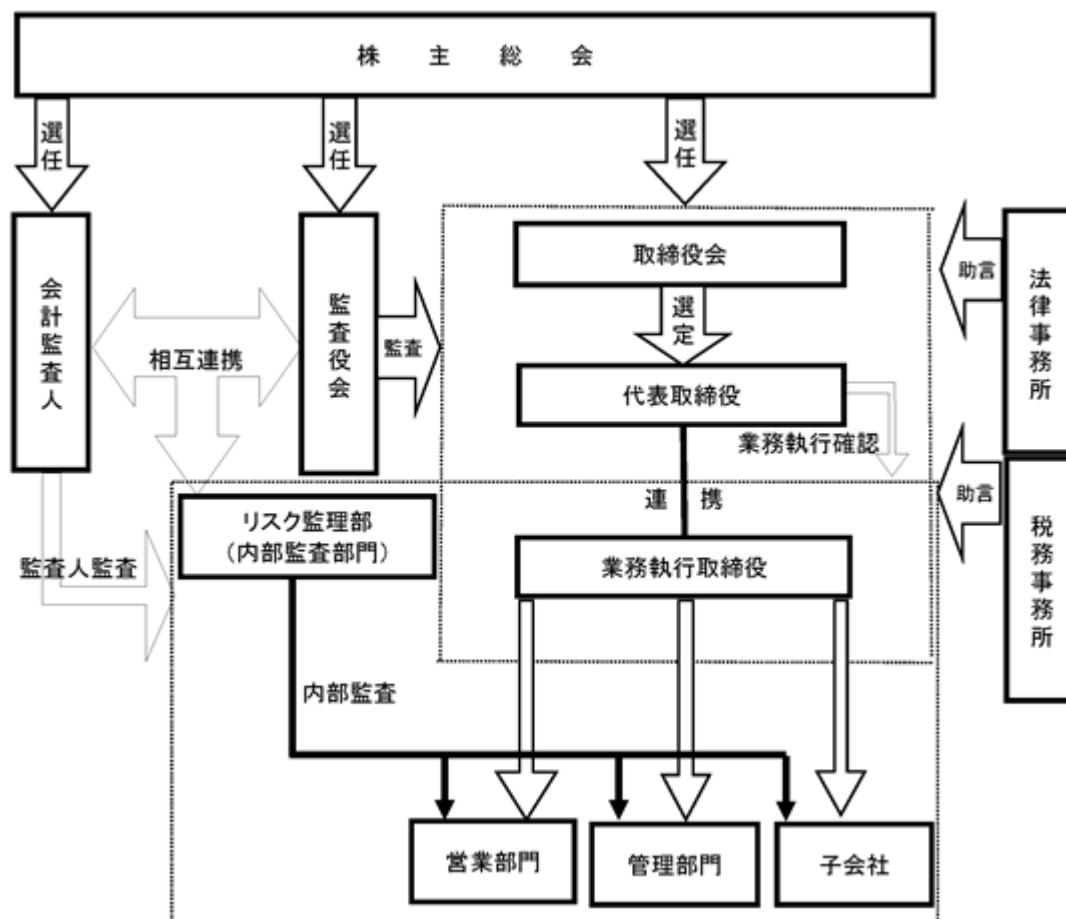 株主総会
選任
選任
選任
会計監査人
相互連携
監査役会
監査
取締役会
選定
代表取締役
業務執行確認
助言
法律事務所
助言
税務事務所
連携
リスク監理部
（内部監査部門）
業務執行取締役
監査人監査
内部監査
営業部門
管理部門
子会社